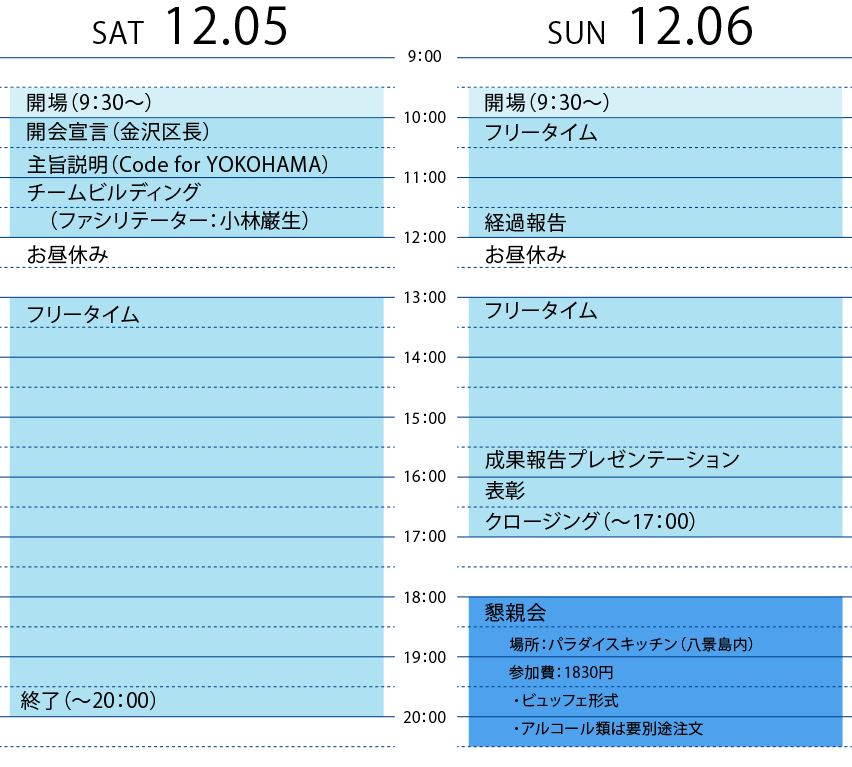 SAT 12.05
開場（9：30〜）
開会宣言（金沢区長）
主旨説明（Code for YOKOHAMA）
チームビルディング
（ファシリテーター：小林巌生）
お昼休み
フリータイム
終了（〜20：00）
9:00
10:00
11:00
12:00
13:00
14:00
15:00
16:00
17:00
18:00
19:00
20:00
SUN 12.06
開場（9：30〜）
フリータイム
経過報告
お昼休み
フリータイム
成果報告プレゼンテーション
表彰
クロージング（〜17：00）
懇親会
場所：パラダイスキッチン（八景島内）
参加費：1830円
・ビュッフェ形式
・アルコール類は要別途注文